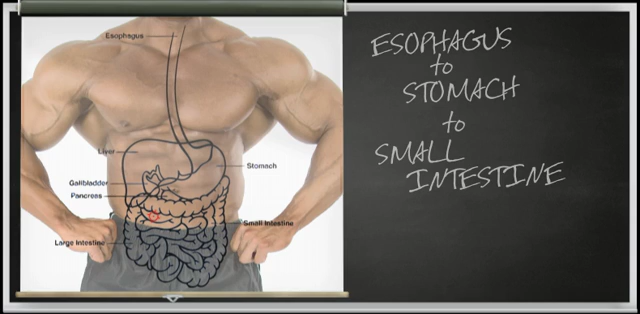 Esophagus
Liver
Stomach
Gallbladder
Pancreas
Small Intestine
Large Intestine
ESOPHAGUS
to
STOMACH
to
SMALL
INTESTINE